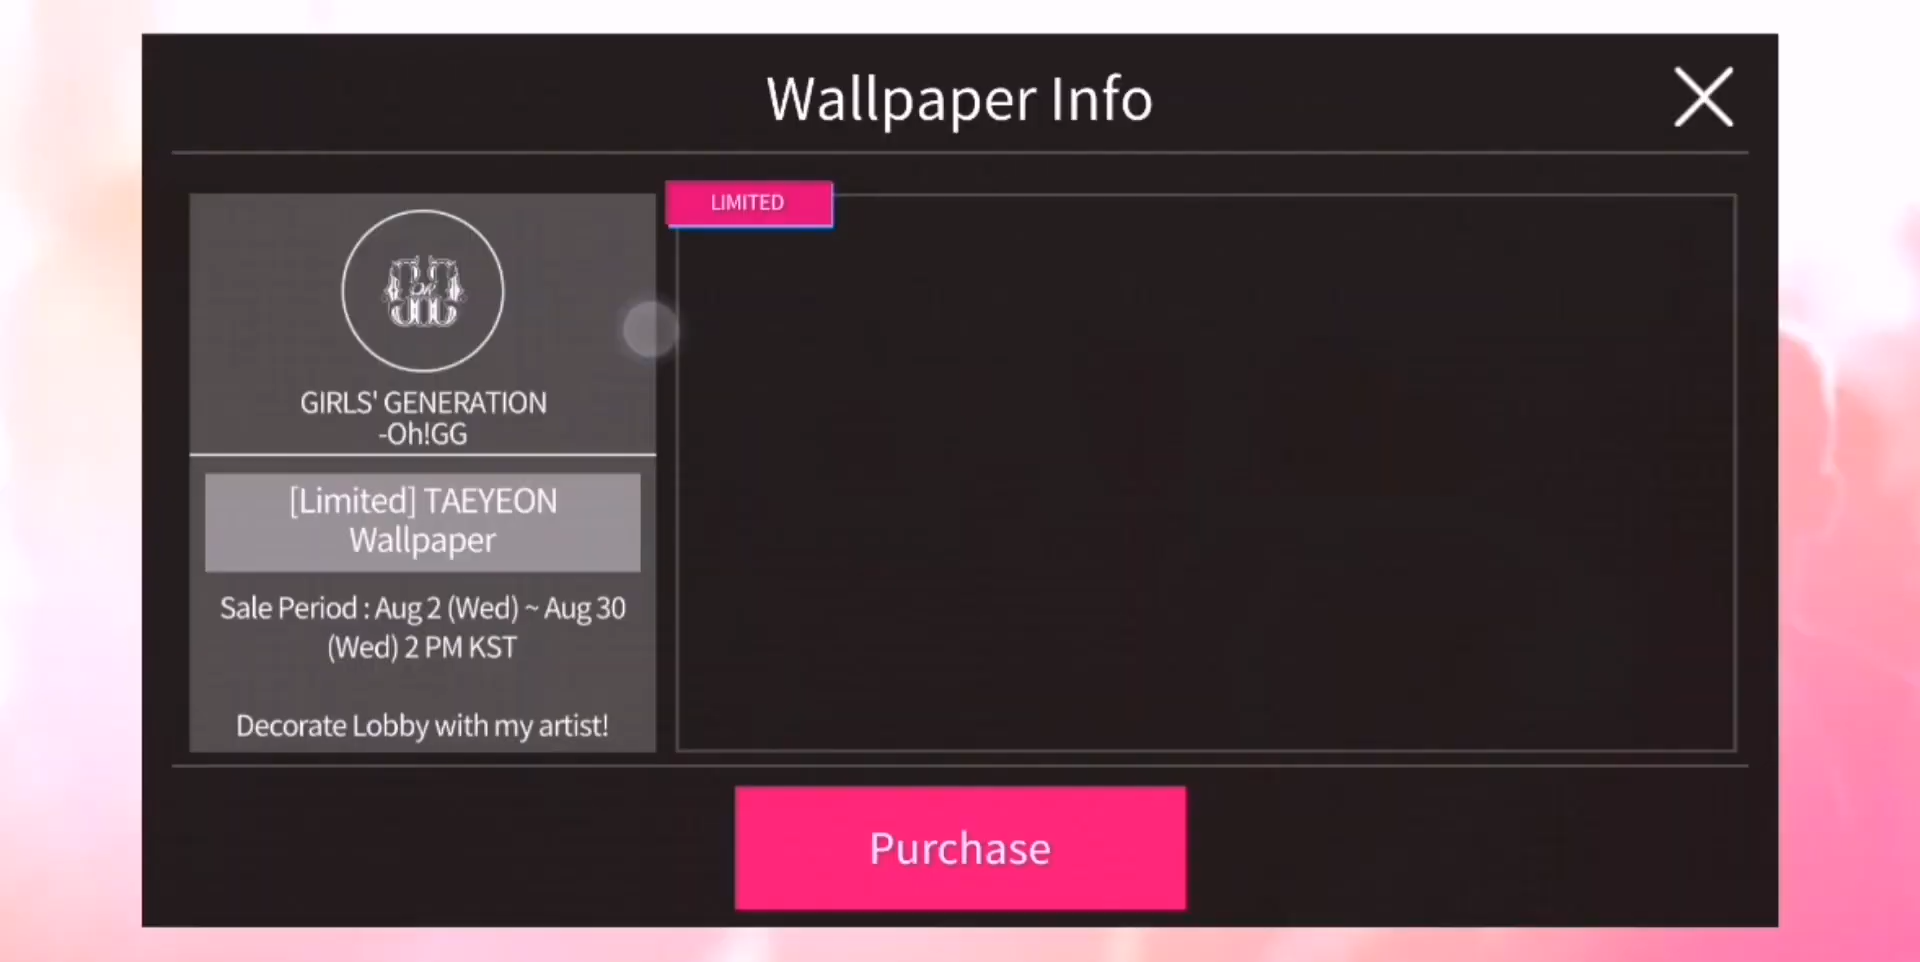 Wallpaper Info
LIMITED
GIRLS' GENERATION
-Oh!GG
[Limited] TAEYEON
Wallpaper
Sale Period : Aug 2 (Wed) ~ Aug 30
(Wed) 2 PM KST
Decorate Lobby with my artist!
Purchase